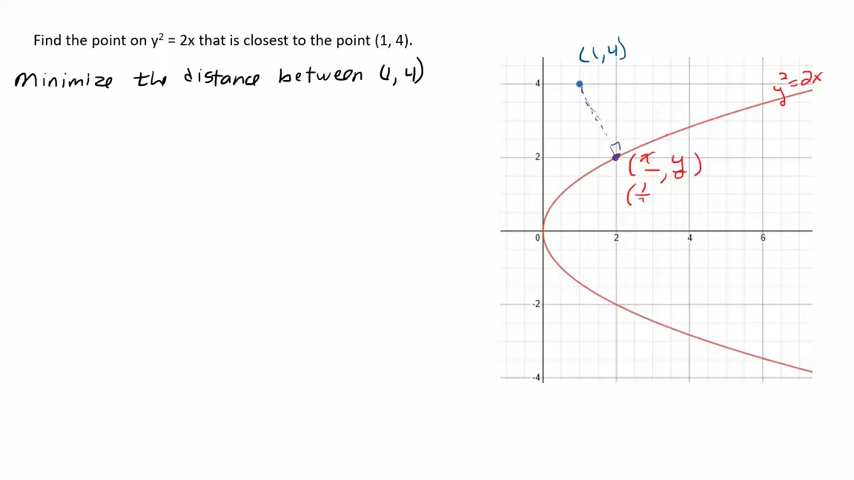 Find the point on y² = 2x that is closest to the point (1, 4).
Minimize the distance between (1, 4)
(1,4)
y² = 2x
4
2
(x, y)
(1/
0
2
4
6
-2
-4